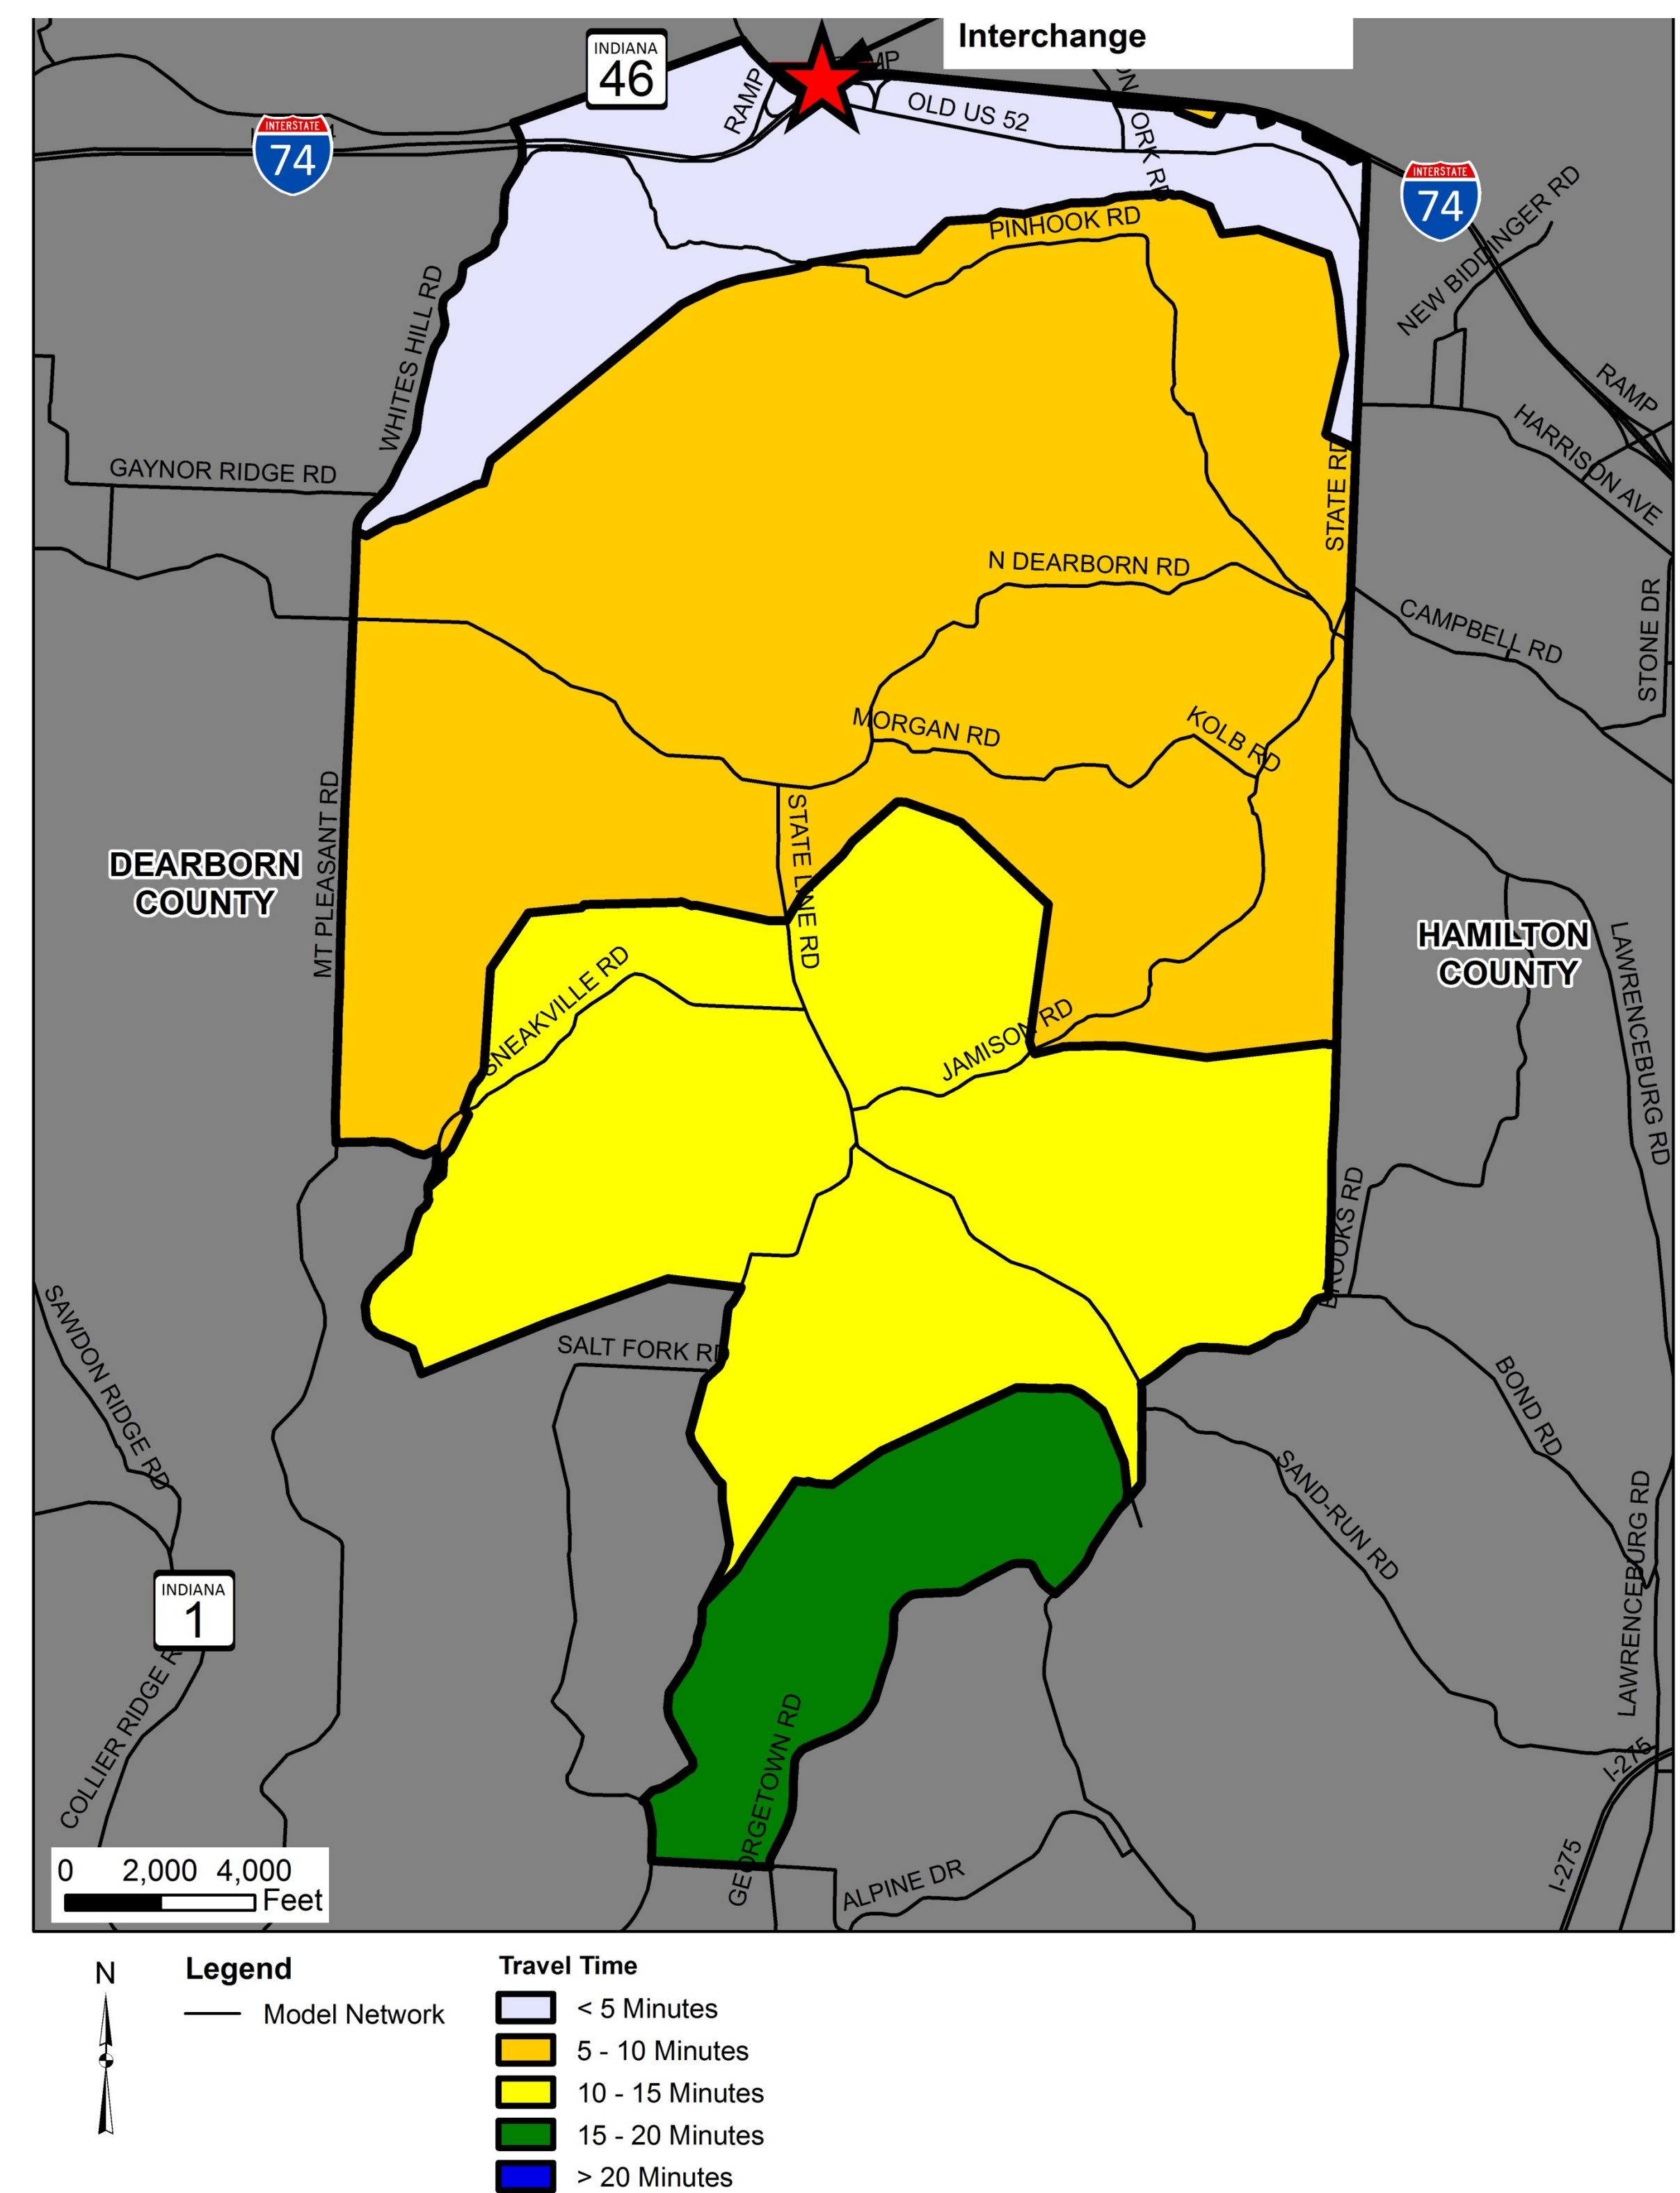 Interchange
INDIANA
46
RAMP
OLD US 52
INTERSTATE
74
INTERSTATE
74
NEW BIDDINGER RD
PINHOOK RD
WHITES HILL RD
RAMP
HARRISON AVE
GAYNOR RIDGE RD
STATE RD
N DEARBORN RD
CAMPBELL RD
STONE DR
MORGAN RD
KOLB RD
MT PLEASANT RD
STATE LINE RD
DEARBORN
COUNTY
HAMILTON
COUNTY
LAWRENCEBURG RD
SNEAKVILLE RD
JAMISON RD
BROOKS RD
SAWDON RIDGE RD
SALT FORK RD
BOND RD
SAND-RUN RD
LAWRENCEBURG RD
INDIANA
1
COLLIER RIDGE R
GEORGETOWN RD
I-275
I-275
ALPINE DR
0 2,000 4,000
Feet
N
Legend
Model Network
Travel Time
< 5 Minutes
5 - 10 Minutes
10 - 15 Minutes
15 - 20 Minutes
> 20 Minutes